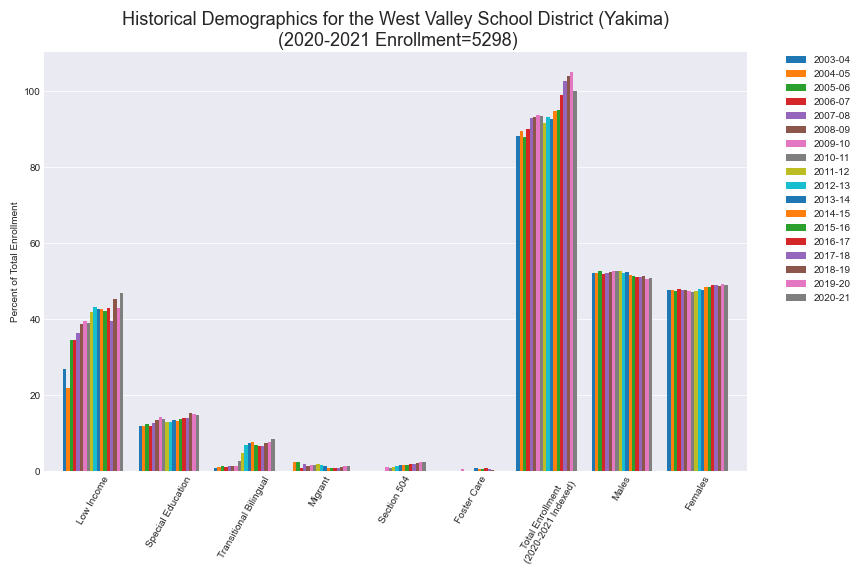 Historical Demographics for the West Valley School District (Yakima)
(2020-2021 Enrollment=5298)
Percent of Total Enrollment
100
80
60
40
20
0
Low Income
Special Education
Transitional Bilingual
Migrant
Section 504
Foster Care
Total Enrollment
(2020-2021 Indexed)
Males
Females
2003-04
2004-05
2005-06
2006-07
2007-08
2008-09
2009-10
2010-11
2011-12
2012-13
2013-14
2014-15
2015-16
2016-17
2017-18
2018-19
2019-20
2020-21